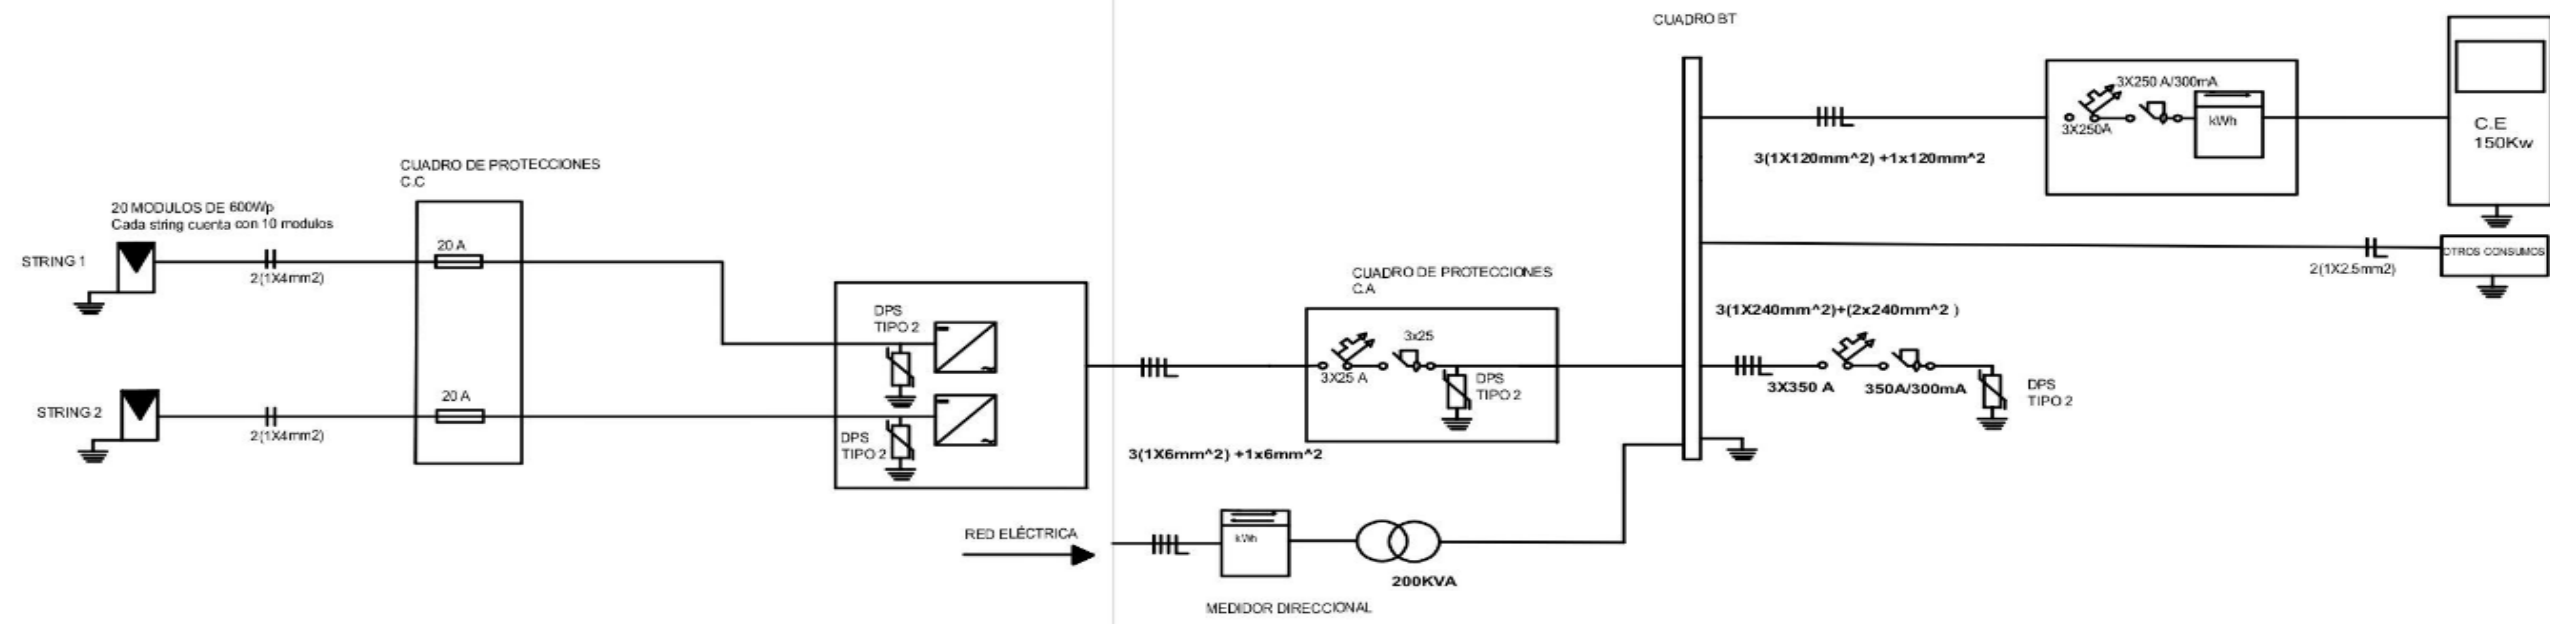 CUADRO BT
3X250 A/300mA
3X250A
kWh
C.E
150Kw
3(1X120mm^2) +1x120mm^2
CUADRO DE PROTECCIONES
C.C
20 MODULOS DE 600Wp
Cada string cuenta con 10 modulos
STRING 1
2(1X4mm2)
20 A
OTROS CONSUMOS
2(1X2.5mm2)
CUADRO DE PROTECCIONES
C.A
DPS
TIPO 2
3(1X240mm^2)+(2x240mm^2 )
3x25
3X25 A
DPS
TIPO 2
3X350 A
350A/300mA
DPS
TIPO 2
STRING 2
2(1X4mm2)
20 A
DPS
TIPO 2
3(1X6mm^2) +1x6mm^2
RED ELÉCTRICA
kWh
200KVA
MEDIDOR DIRECCIONAL